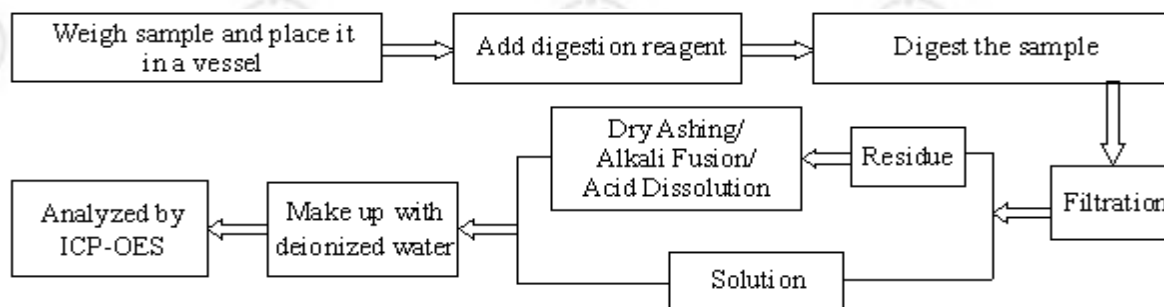 Weigh sample and place it
in a vessel
Add digestion reagent
Digest the sample
Dry Ashing/
Alkali Fusion/
Acid Dissolution
Residue
Filtration
Analyzed by
ICP-OES
Make up with
deionized water
Solution